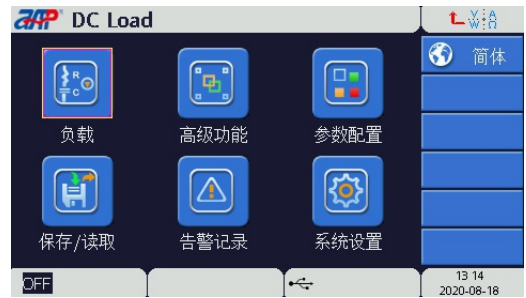 AAP DC Load
V A
W Ω
简体
R
C
负载
高级功能
参数配置
保存/读取
告警记录
系统设置
OFF
13 14
2020-08-18